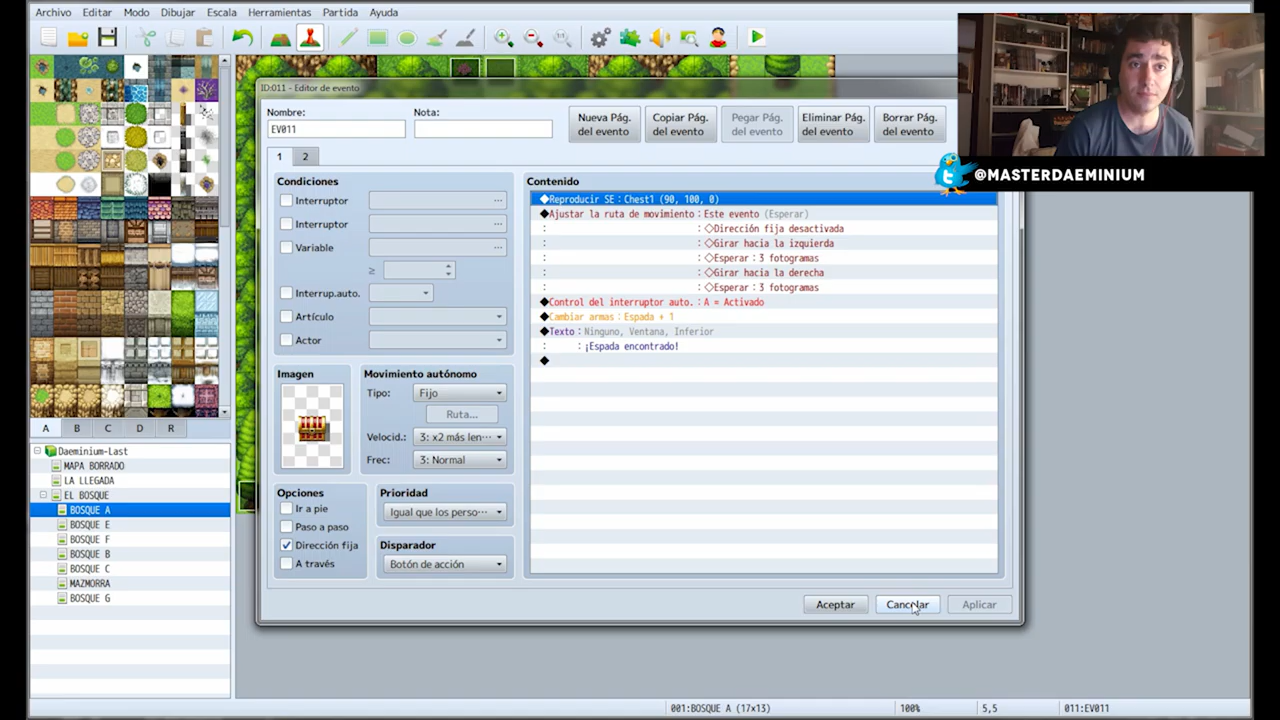 Archivo Editar Modo Dibujar Escala Herramientas Partida Ayuda
ID:011 - Editor de evento
Nombre:
EV011
Nota:
Nueva Pág. del evento
Copiar Pág. del evento
Pegar Pág. del evento
Eliminar Pág. del evento
Borrar Pág. del evento
@MASTERDAEMINIUM
1 2
Condiciones
Interruptor ...
Interruptor ...
Variable ...
≥
Interrup.auto.
Artículo
Actor
Imagen
Movimiento autónomo
Tipo: Fijo
Ruta...
Velocid.: 3: x2 más len···
Frec: 3: Normal
Opciones
Ir a pie
Paso a paso
Dirección fija
A través
Prioridad
Igual que los perso···
Disparador
Botón de acción
Contenido
◆Reproducir SE : Chest1 (90, 100, 0)
◆Ajustar la ruta de movimiento : Este evento (Esperar)
: : ◇Dirección fija desactivada
: : ◇Girar hacia la izquierda
: : ◇Esperar : 3 fotogramas
: : ◇Girar hacia la derecha
: : ◇Esperar : 3 fotogramas
◆Control del interruptor auto. : A = Activado
◆Cambiar armas : Espada + 1
◆Texto : Ninguno, Ventana, Inferior
: : ¡Espada encontrado!
◆
Aceptar Cancelar Aplicar
A B C D R
Daeminium-Last
MAPA BORRADO
LA LLEGADA
EL BOSQUE
BOSQUE A
BOSQUE E
BOSQUE F
BOSQUE B
BOSQUE C
MAZMORRA
BOSQUE G
001:BOSQUE A (17×13) 100% 5,5 011:EV011